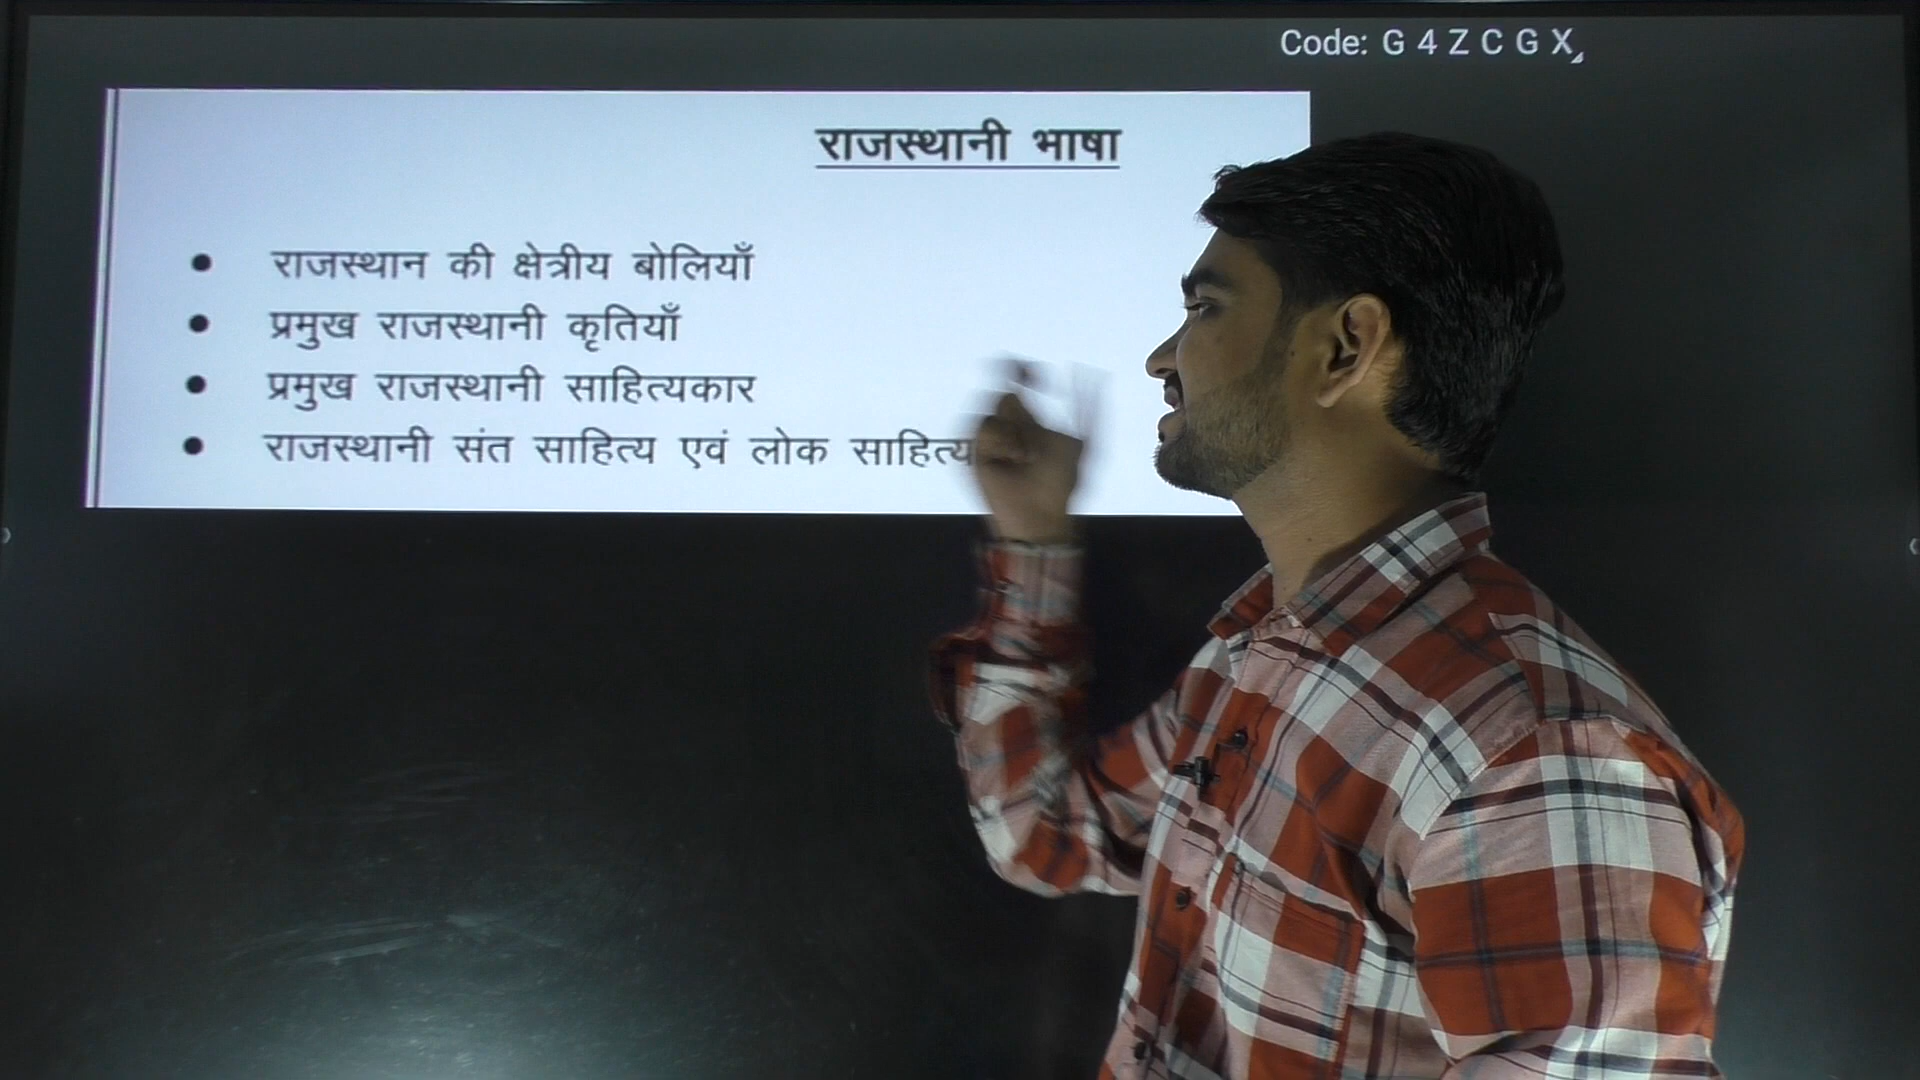 Code: G 4 Z C G X
राजस्थानी भाषा
• राजस्थान की क्षेत्रीय बोलियाँ
• प्रमुख राजस्थानी कृतियाँ
• प्रमुख राजस्थानी साहित्यकार
• राजस्थानी संत साहित्य एवं लोक साहित्य